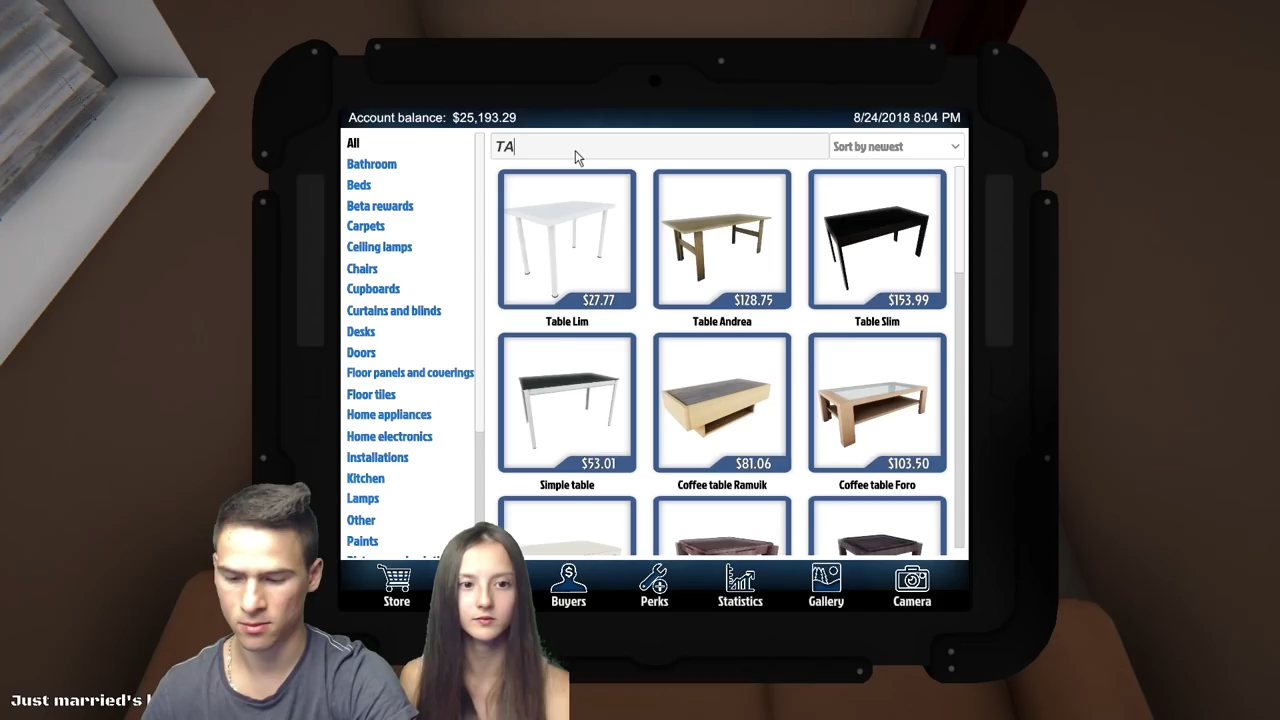 Account balance: $25,193.29
8/24/2018 8:04 PM
All
Bathroom
Beds
Beta rewards
Carpets
Ceiling lamps
Chairs
Cupboards
Curtains and blinds
Desks
Doors
Floor panels and coverings
Floor tiles
Home appliances
Home electronics
Installations
Kitchen
Lamps
Other
Paints
TA
Sort by newest
$27.77
$128.75
$153.99
Table Lim
Table Andrea
Table Slim
$53.01
$81.06
$103.50
Simple table
Coffee table Ramvik
Coffee table Foro
Store
Buyers
Perks
Statistics
Gallery
Camera
Just married's